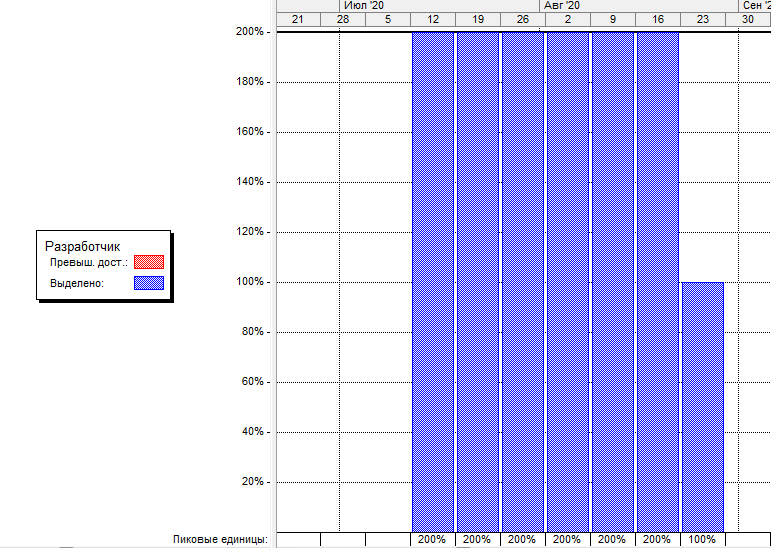 Июл '20 Авг '20 Сен '2
21 28 5 12 19 26 2 9 16 23 30
200% -
180% -
160% -
140% -
120% -
100% -
80% -
60% -
40% -
20% -
Разработчик
Превыш. дост.:
Выделено:
Пиковые единицы: 200% 200% 200% 200% 200% 200% 100%